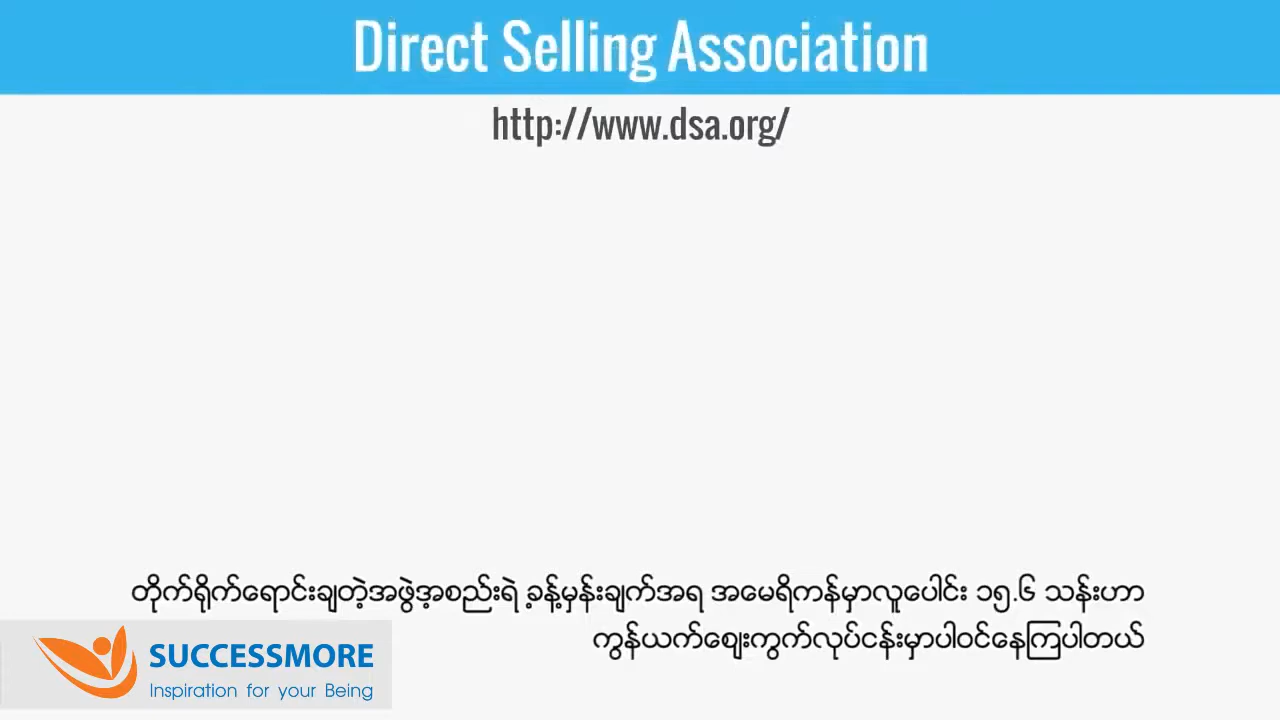 Direct Selling Association
http://www.dsa.org/
တိုက်ရိုက်ရောင်းချတဲ့အဖွဲ့အစည်းရဲ့ခန့်မှန်းချက်အရ အမေရိကန်မှာလူပေါင်း ၁၅.၆ သန်းဟာ
ကွန်ယက်ဈေးကွက်လုပ်ငန်းမှာပါဝင်နေကြပါတယ်
SUCCESSMORE
Inspiration for your Being